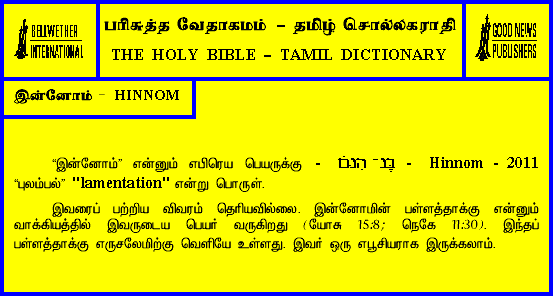 BELLWETHER
INTERNATIONAL
பரிசுத்த வேதாகமம் – தமிழ் சொல்லகராதி
THE HOLY BIBLE – TAMIL DICTIONARY
GOOD NEWS
PUBLISHERS
இன்னோம் – HINNOM
“இன்னோம்” என்னும் எபிரெய பெயருக்கு - - Hinnom - 2011
“புலம்பல்” "lamentation" என்று பொருள்.
இவரைப் பற்றிய விவரம் தெரியவில்லை. இன்னோமின் பள்ளத்தாக்கு என்னும்
வாக்கியத்தில் இவருடைய பெயர் வருகிறது (யோசு 15:8; நெகே 11:30). இந்தப்
பள்ளத்தாக்கு எருசலேமிற்கு வெளியே உள்ளது. இவர் ஒரு எபூசியராக இருக்கலாம்.